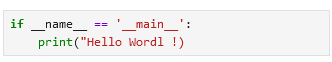 if __name__ == '__main__':
    print("Hello Wordl !)